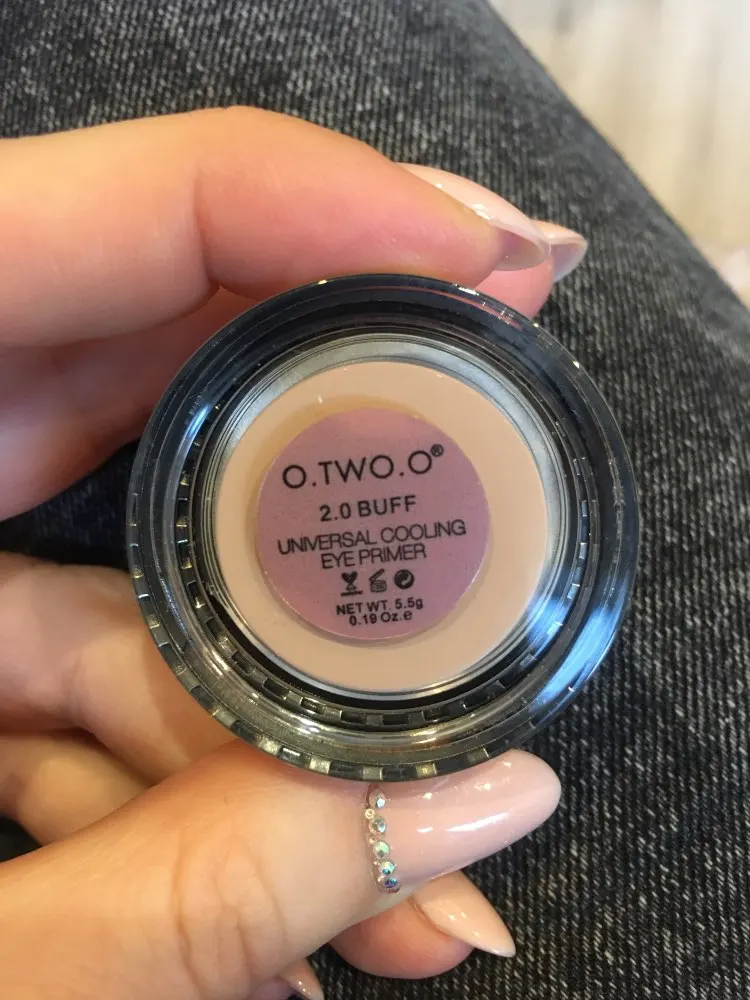 O.TWO.O®
2.0 BUFF
UNIVERSAL COOLING
EYE PRIMER
NET WT. 5.5g
0.19 Oz.e